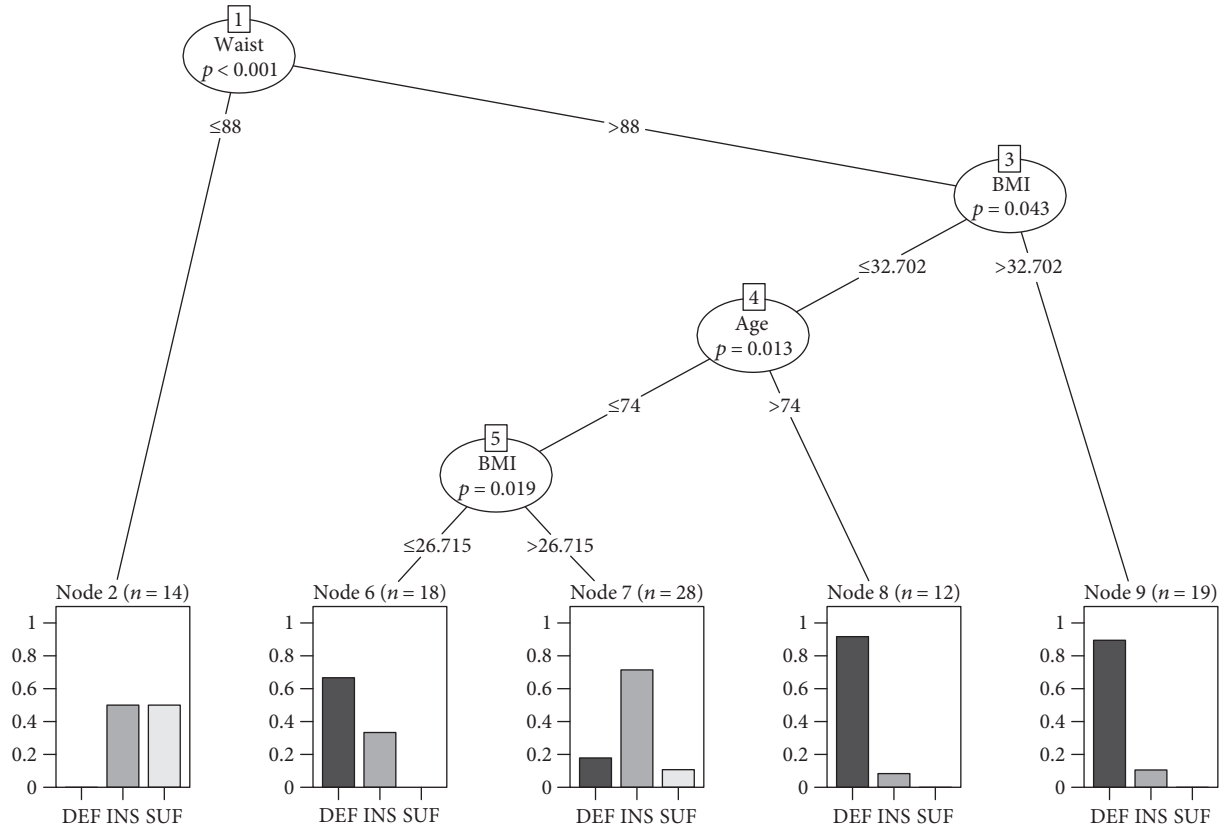 1
Waist
p < 0.001
≤88
>88
3
BMI
p = 0.043
≤32.702
>32.702
4
Age
p = 0.013
≤74
>74
5
BMI
p = 0.019
≤26.715
>26.715
Node 2 (n = 14)
1
0.8
0.6
0.4
0.2
0
DEF INS SUF
Node 6 (n = 18)
1
0.8
0.6
0.4
0.2
0
DEF INS SUF
Node 7 (n = 28)
1
0.8
0.6
0.4
0.2
0
DEF INS SUF
Node 8 (n = 12)
1
0.8
0.6
0.4
0.2
0
DEF INS SUF
Node 9 (n = 19)
1
0.8
0.6
0.4
0.2
0
DEF INS SUF